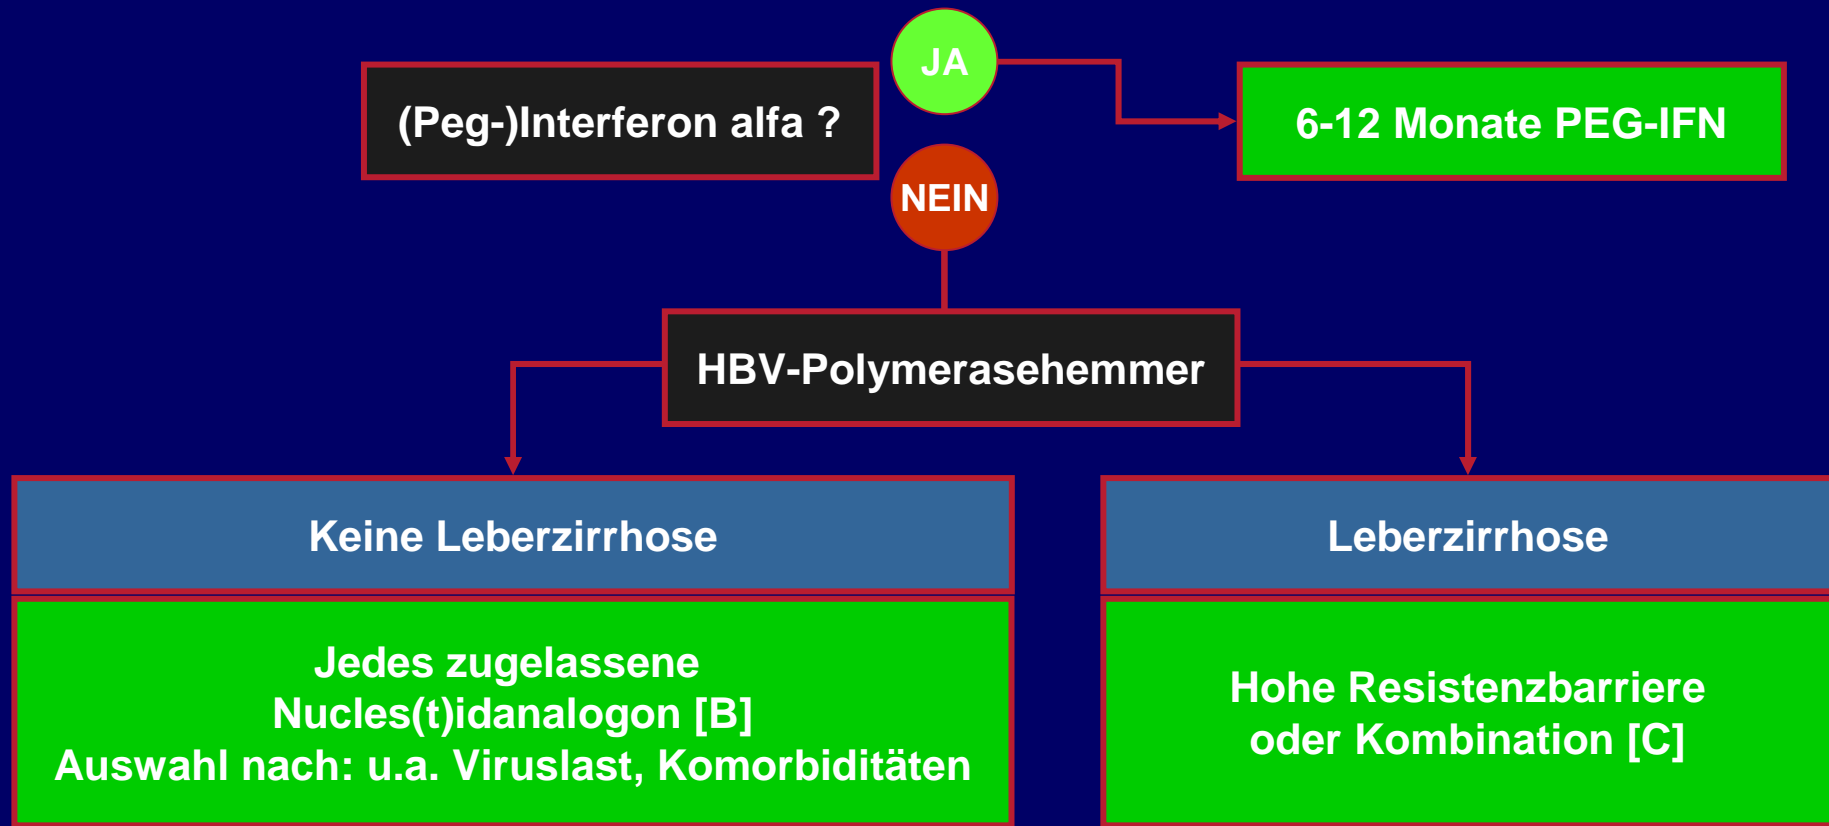 JA
(Peg-)Interferon alfa ?
6-12 Monate PEG-IFN
NEIN
HBV-Polymerasehemmer
Keine Leberzirrhose
Leberzirrhose
Jedes zugelassene
Nucles(t)idanalogon [B]
Auswahl nach: u.a. Viruslast, Komorbiditäten
Hohe Resistenzbarriere
oder Kombination [C]